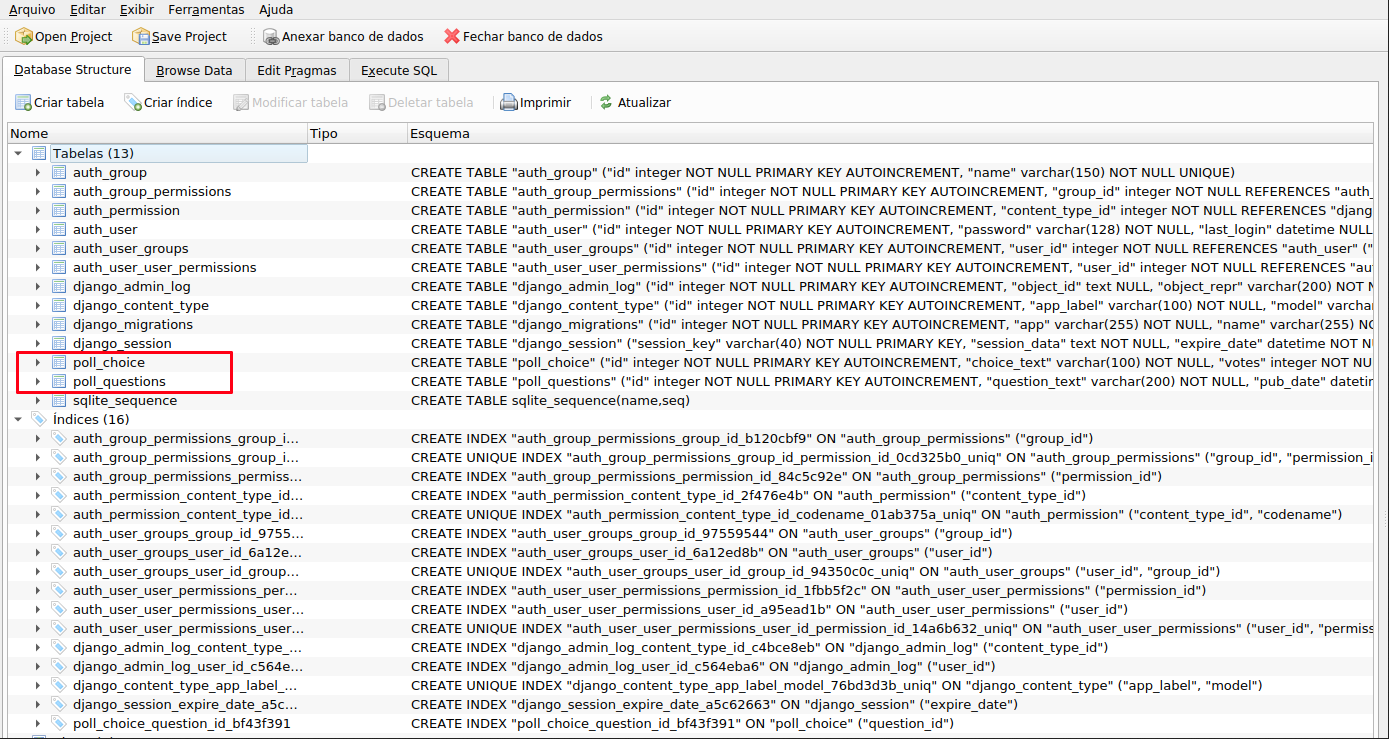 Arquivo Editar Exibir Ferramentas Ajuda
Open Project Save Project Anexar banco de dados Fechar banco de dados
Database Structure Browse Data Edit Pragmas Execute SQL
Criar tabela Criar índice Modificar tabela Deletar tabela Imprimir Atualizar
Nome Tipo Esquema
Tabelas (13)
auth_group CREATE TABLE "auth_group" ("id" integer NOT NULL PRIMARY KEY AUTOINCREMENT, "name" varchar(150) NOT NULL UNIQUE)
auth_group_permissions CREATE TABLE "auth_group_permissions" ("id" integer NOT NULL PRIMARY KEY AUTOINCREMENT, "group_id" integer NOT NULL REFERENCES "auth_
auth_permission CREATE TABLE "auth_permission" ("id" integer NOT NULL PRIMARY KEY AUTOINCREMENT, "content_type_id" integer NOT NULL REFERENCES "djang
auth_user CREATE TABLE "auth_user" ("id" integer NOT NULL PRIMARY KEY AUTOINCREMENT, "password" varchar(128) NOT NULL, "last_login" datetime NULL
auth_user_groups CREATE TABLE "auth_user_groups" ("id" integer NOT NULL PRIMARY KEY AUTOINCREMENT, "user_id" integer NOT NULL REFERENCES "auth_user" ("
auth_user_user_permissions CREATE TABLE "auth_user_user_permissions" ("id" integer NOT NULL PRIMARY KEY AUTOINCREMENT, "user_id" integer NOT NULL REFERENCES "au
django_admin_log CREATE TABLE "django_admin_log" ("id" integer NOT NULL PRIMARY KEY AUTOINCREMENT, "object_id" text NULL, "object_repr" varchar(200) NOT N
django_content_type CREATE TABLE "django_content_type" ("id" integer NOT NULL PRIMARY KEY AUTOINCREMENT, "app_label" varchar(100) NOT NULL, "model" varcha
django_migrations CREATE TABLE "django_migrations" ("id" integer NOT NULL PRIMARY KEY AUTOINCREMENT, "app" varchar(255) NOT NULL, "name" varchar(255) NO
django_session CREATE TABLE "django_session" ("session_key" varchar(40) NOT NULL PRIMARY KEY, "session_data" text NOT NULL, "expire_date" datetime NOT N
poll_choice CREATE TABLE "poll_choice" ("id" integer NOT NULL PRIMARY KEY AUTOINCREMENT, "choice_text" varchar(100) NOT NULL, "votes" integer NOT NU
poll_questions CREATE TABLE "poll_questions" ("id" integer NOT NULL PRIMARY KEY AUTOINCREMENT, "question_text" varchar(200) NOT NULL, "pub_date" datetin
sqlite_sequence CREATE TABLE sqlite_sequence(name,seq)
Índices (16)
auth_group_permissions_group_i... CREATE INDEX "auth_group_permissions_group_id_b120cbf9" ON "auth_group_permissions" ("group_id")
auth_group_permissions_group_i... CREATE UNIQUE INDEX "auth_group_permissions_group_id_permission_id_0cd325b0_uniq" ON "auth_group_permissions" ("group_id", "permission_i
auth_group_permissions_permiss... CREATE INDEX "auth_group_permissions_permission_id_84c5c92e" ON "auth_group_permissions" ("permission_id")
auth_permission_content_type_id... CREATE INDEX "auth_permission_content_type_id_2f476e4b" ON "auth_permission" ("content_type_id")
auth_permission_content_type_id... CREATE UNIQUE INDEX "auth_permission_content_type_id_codename_01ab375a_uniq" ON "auth_permission" ("content_type_id", "codename")
auth_user_groups_group_id_9755... CREATE INDEX "auth_user_groups_group_id_97559544" ON "auth_user_groups" ("group_id")
auth_user_groups_user_id_6a12e... CREATE INDEX "auth_user_groups_user_id_6a12ed8b" ON "auth_user_groups" ("user_id")
auth_user_groups_user_id_group... CREATE UNIQUE INDEX "auth_user_groups_user_id_group_id_94350c0c_uniq" ON "auth_user_groups" ("user_id", "group_id")
auth_user_user_permissions_per... CREATE INDEX "auth_user_user_permissions_permission_id_1fbb5f2c" ON "auth_user_user_permissions" ("permission_id")
auth_user_user_permissions_user... CREATE INDEX "auth_user_user_permissions_user_id_a95ead1b" ON "auth_user_user_permissions" ("user_id")
auth_user_user_permissions_user... CREATE UNIQUE INDEX "auth_user_user_permissions_user_id_permission_id_14a6b632_uniq" ON "auth_user_user_permissions" ("user_id", "permiss
django_admin_log_content_type_... CREATE INDEX "django_admin_log_content_type_id_c4bce8eb" ON "django_admin_log" ("content_type_id")
django_admin_log_user_id_c564e... CREATE INDEX "django_admin_log_user_id_c564eba6" ON "django_admin_log" ("user_id")
django_content_type_app_label_... CREATE UNIQUE INDEX "django_content_type_app_label_model_76bd3d3b_uniq" ON "django_content_type" ("app_label", "model")
django_session_expire_date_a5c... CREATE INDEX "django_session_expire_date_a5c62663" ON "django_session" ("expire_date")
poll_choice_question_id_bf43f391 CREATE INDEX "poll_choice_question_id_bf43f391" ON "poll_choice" ("question_id")